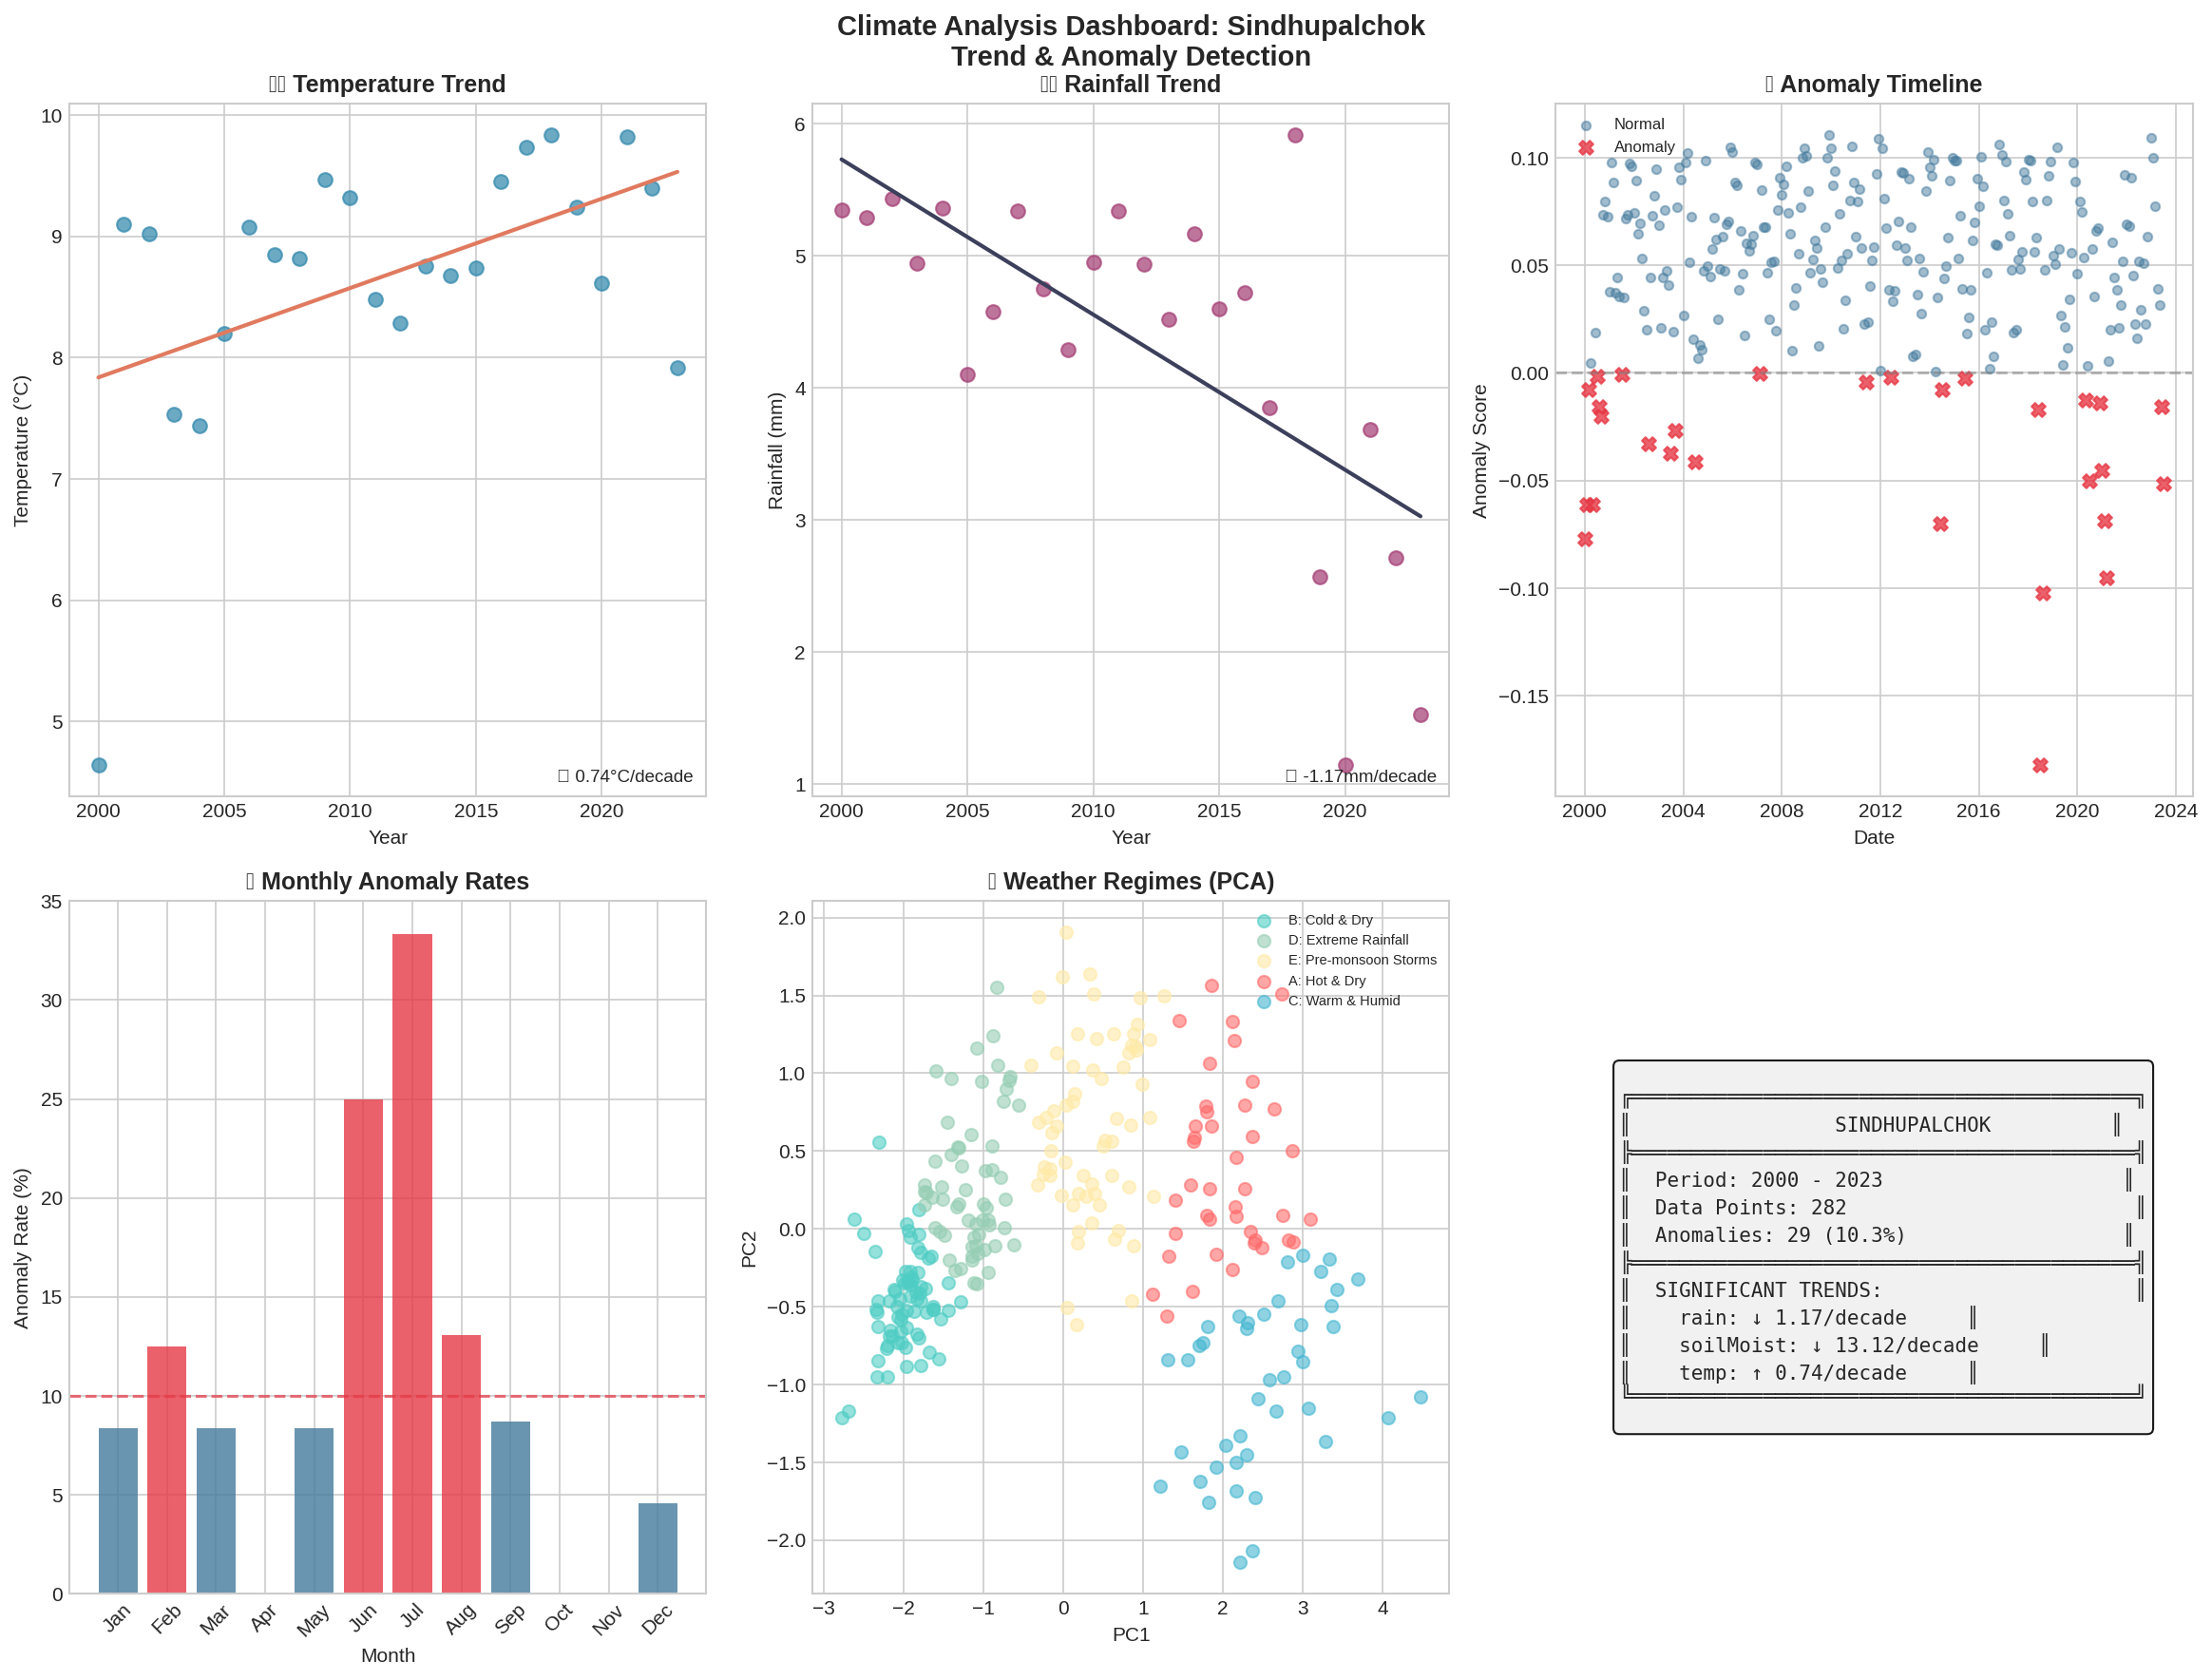 Climate Analysis Dashboard: Sindhupalchok
Trend & Anomaly Detection
Temperature Trend
10
9
8
7
6
5
Temperature (°C)
0.74°C/decade
2000 2005 2010 2015 2020
Year
Rainfall Trend
6
5
4
3
2
1
Rainfall (mm)
-1.17mm/decade
2000 2005 2010 2015 2020
Year
Anomaly Timeline
Normal
Anomaly
0.10
0.05
0.00
−0.05
−0.10
−0.15
Anomaly Score
2000 2004 2008 2012 2016 2020 2024
Date
Monthly Anomaly Rates
35
30
25
20
15
10
5
0
Anomaly Rate (%)
Jan Feb Mar Apr May Jun Jul Aug Sep Oct Nov Dec
Month
Weather Regimes (PCA)
B: Cold & Dry
D: Extreme Rainfall
E: Pre-monsoon Storms
A: Hot & Dry
C: Warm & Humid
2.0
1.5
1.0
0.5
0.0
−0.5
−1.0
−1.5
−2.0
PC2
−3 −2 −1 0 1 2 3 4
PC1
SINDHUPALCHOK
Period: 2000 - 2023
Data Points: 282
Anomalies: 29 (10.3%)
SIGNIFICANT TRENDS:
rain: ↓ 1.17/decade
soilMoist: ↓ 13.12/decade
temp: ↑ 0.74/decade